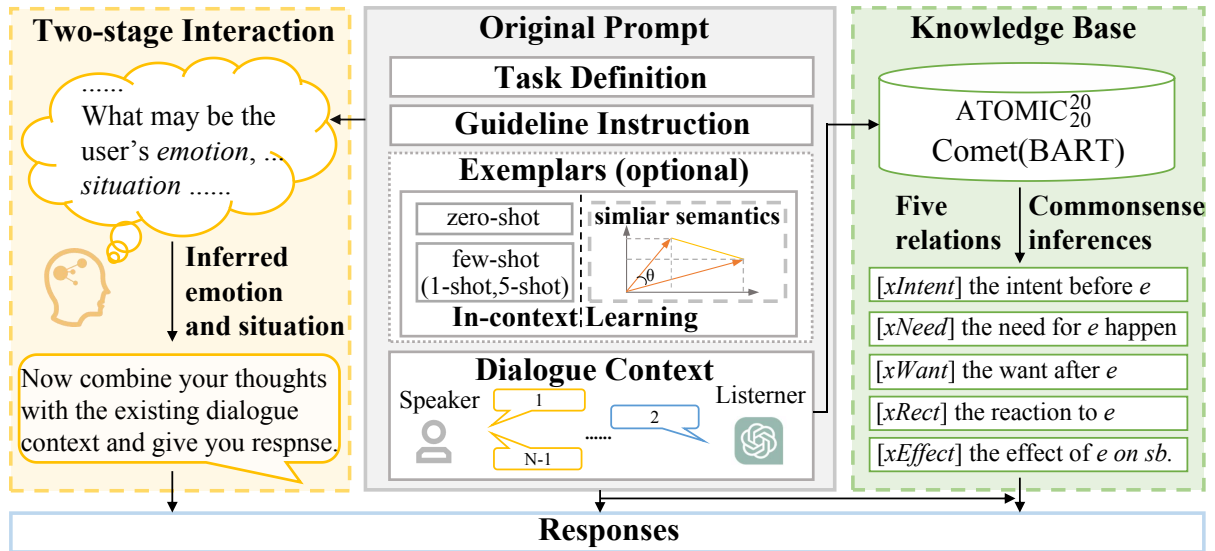 Two-stage Interaction
......
What may be the
user's emotion, ...
situation ......
Inferred
emotion
and situation
Now combine your thoughts
with the existing dialogue
context and give you respnse.
Original Prompt
Task Definition
Guideline Instruction
Exemplars (optional)
zero-shot
few-shot
(1-shot,5-shot)
simliar semantics
θ
In-context Learning
Dialogue Context
Speaker
Listerner
1
......
2
N-1
Knowledge Base
ATOMIC^{20}_{20}
Comet(BART)
Five
relations
Commonsense
inferences
[xIntent] the intent before e
[xNeed] the need for e happen
[xWant] the want after e
[xRect] the reaction to e
[xEffect] the effect of e on sb.
Responses